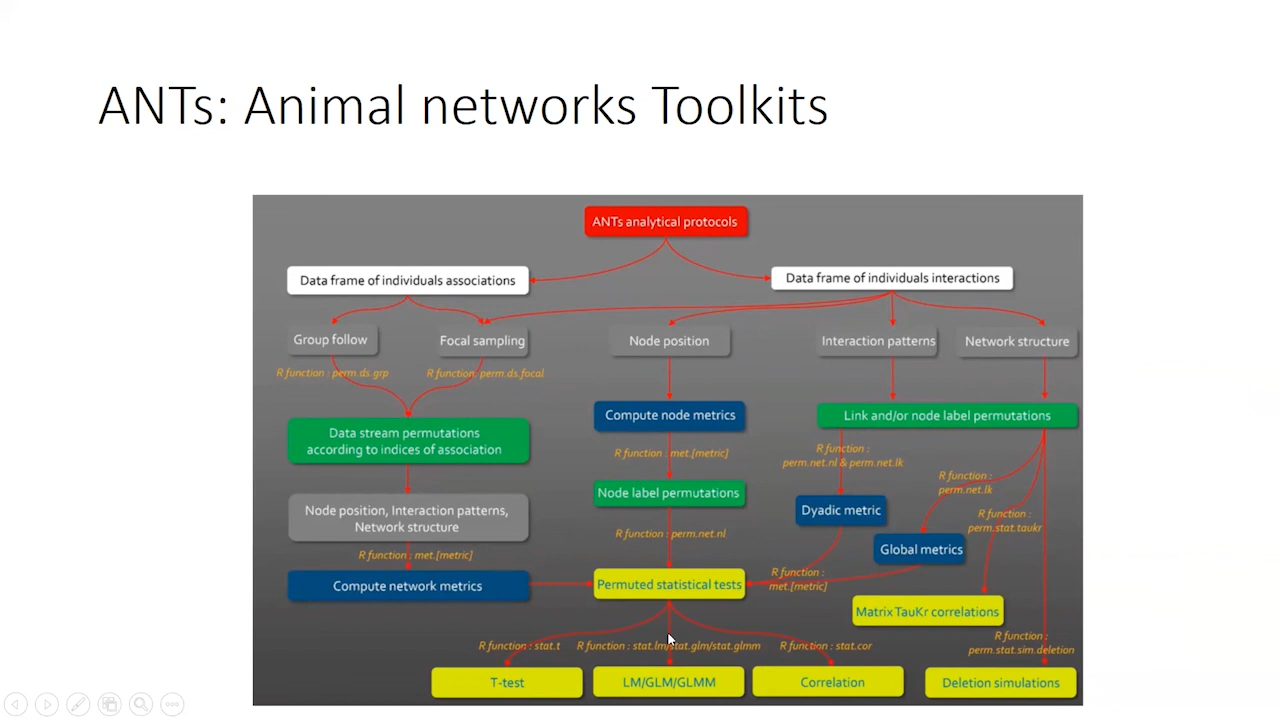 ANTs: Animal networks Toolkits
ANTs analytical protocols
Data frame of individuals associations
Data frame of individuals interactions
Group follow
Focal sampling
Node position
Interaction patterns
Network structure
R function : perm.ds.grp
R function : perm.ds.focal
Compute node metrics
Link and/or node label permutations
Data stream permutations
according to indices of association
R function : met.[metric]
R function :
perm.net.nl & perm.net.lk
R function :
perm.net.lk
Node label permutations
Node position, Interaction patterns,
Network structure
Dyadic metric
R function :
perm.stat.taukr
R function : perm.net.nl
Global metrics
R function : met.[metric]
Compute network metrics
Permuted statistical tests
R function :
met.[metric]
Matrix TauKr correlations
R function : stat.t
R function : stat.lm/stat.glm/stat.glmm
R function : stat.cor
R function :
perm.stat.sim.deletion
T-test
LM/GLM/GLMM
Correlation
Deletion simulations